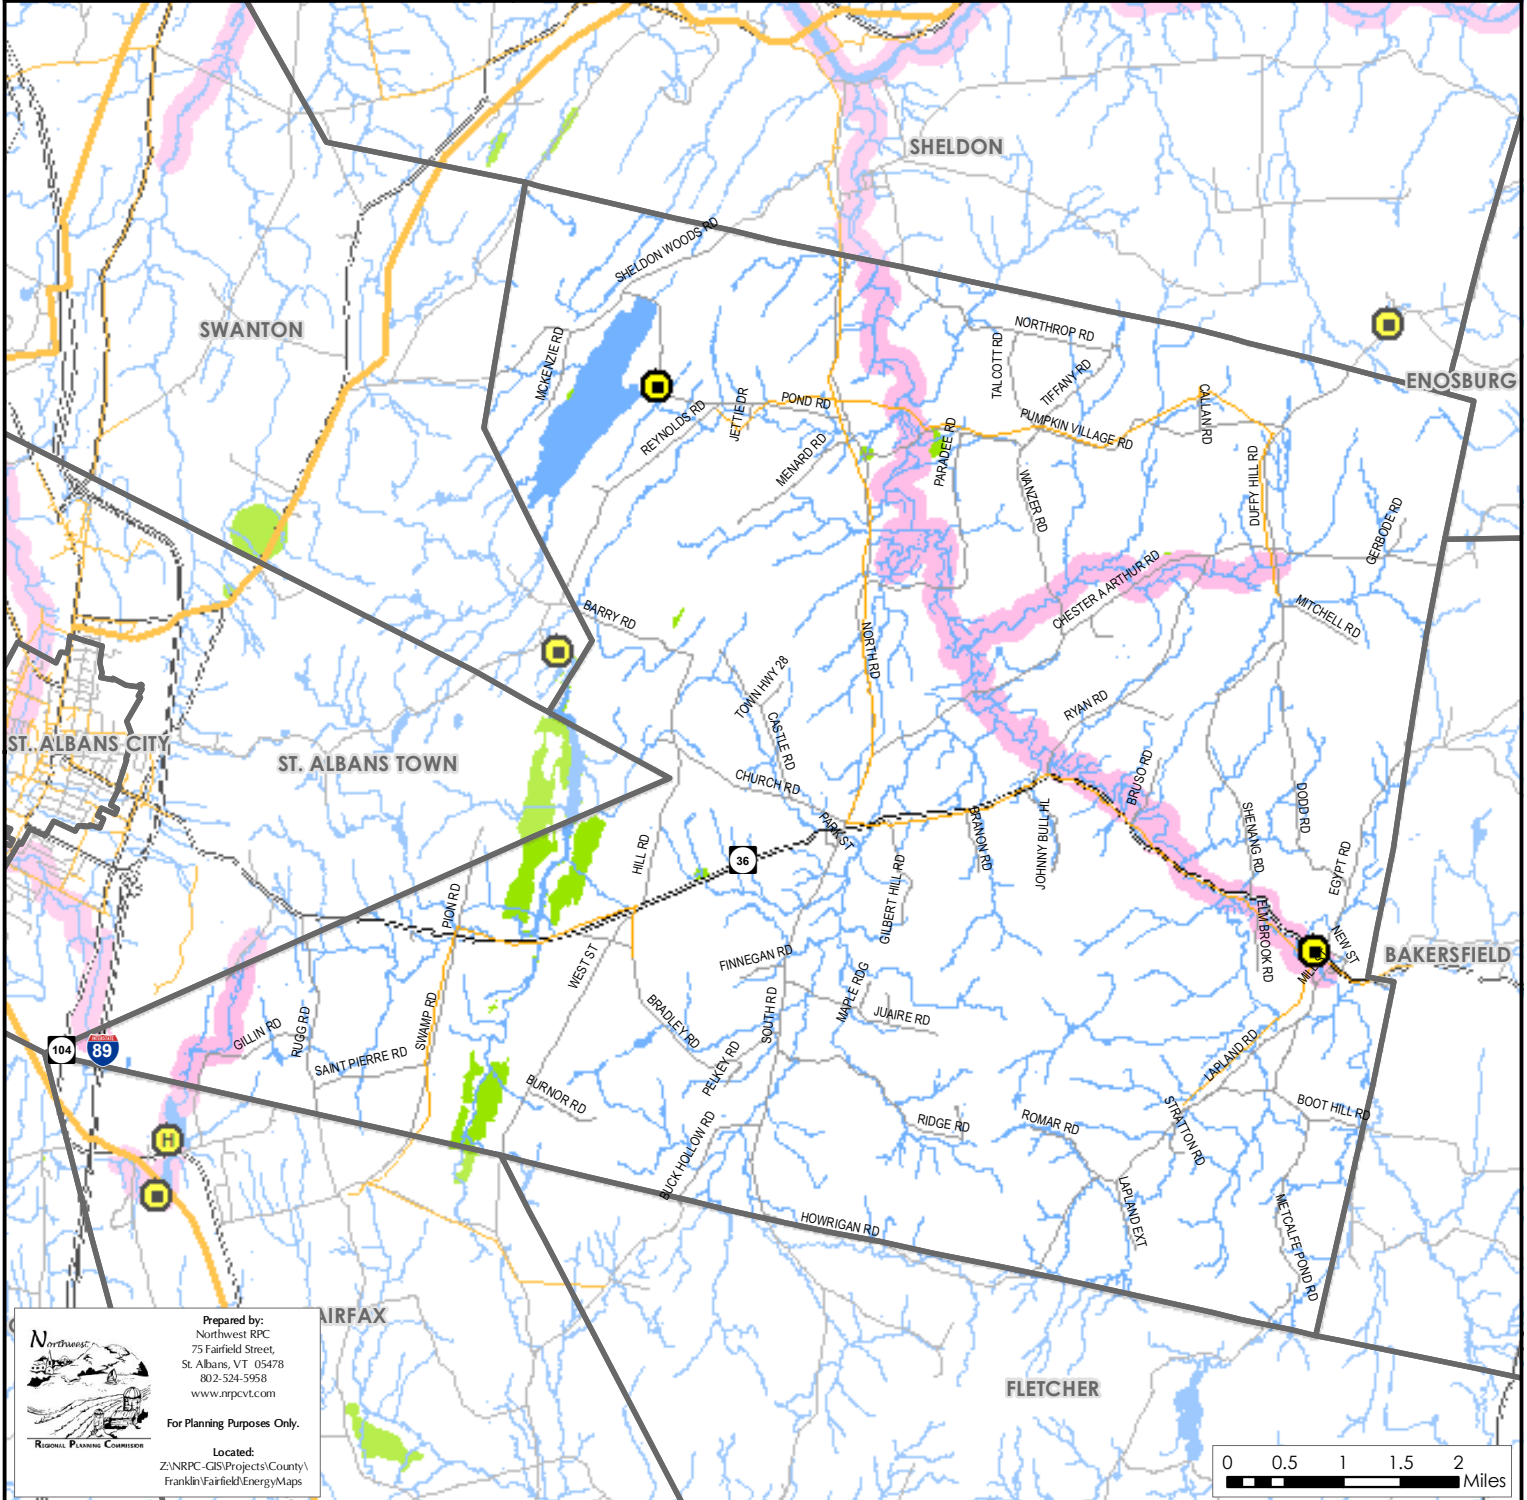 SHELDON
SHELDON WOODS RD
SWANTON
NORTHROP RD
MCKENZIE RD
TALCOTT RD
TIFFANY RD
ENOSBURG
JETTIE DR
POND RD
CALLAN RD
REYNOLDS RD
PUMPKIN VILLAGE RD
MENARD RD
PARADEE RD
WANZER RD
DUFFY HILL RD
GERBODE RD
CHESTER A ARTHUR RD
BARRY RD
MITCHELL RD
NORTH RD
TOWN HWY 28
RYAN RD
CASTLE RD
ST. ALBANS CITY
ST. ALBANS TOWN
CHURCH RD
BRUSO RD
DODD RD
PARK ST
BRANON RD
JOHNNY BULL HL
SHENANG RD
HILL RD
36
EGYPT RD
GILBERT HILL RD
PION RD
ELM BROOK RD
NEW ST
BAKERSFIELD
WEST ST
FINNEGAN RD
MAPLE RDG
SWAMP RD
RUGG RD
GILLIN RD
BRADLEY RD
SOUTH RD
JUAIRE RD
104
INTERSTATE
89
SAINT PIERRE RD
PELKEY RD
LAPLAND RD
BURNOR RD
BOOT HILL RD
H
RIDGE RD
ROMAR RD
STRATTON RD
BUCK HOLLOW RD
LAPLAND EXT
METCALFE POND RD
HOWRIGAN RD
AIRFAX
FLETCHER
Northwest
REGIONAL PLANNING COMMISSION
Prepared by:
Northwest RPC
75 Fairfield Street,
St. Albans, VT 05478
802-524-5958
www.nrpcvt.com
For Planning Purposes Only.
Located:
Z:\NRPC-GIS\Projects\County\
Franklin\Fairfield\EnergyMaps
0 0.5 1 1.5 2
Miles